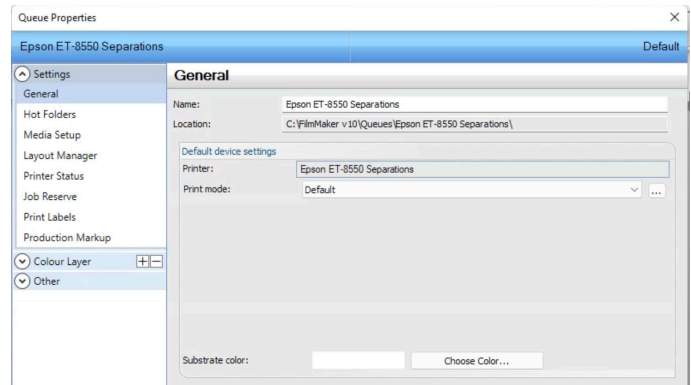 Queue Properties
Epson ET-8550 Separations Default
Settings
General
Hot Folders
Media Setup
Layout Manager
Printer Status
Job Reserve
Print Labels
Production Markup
Colour Layer
Other
General
Name: Epson ET-8550 Separations
Location: C:\FilmMaker v10\Queues\Epson ET-8550 Separations\
Default device settings
Printer: Epson ET-8550 Separations
Print mode: Default ...
Substrate color: Choose Color...